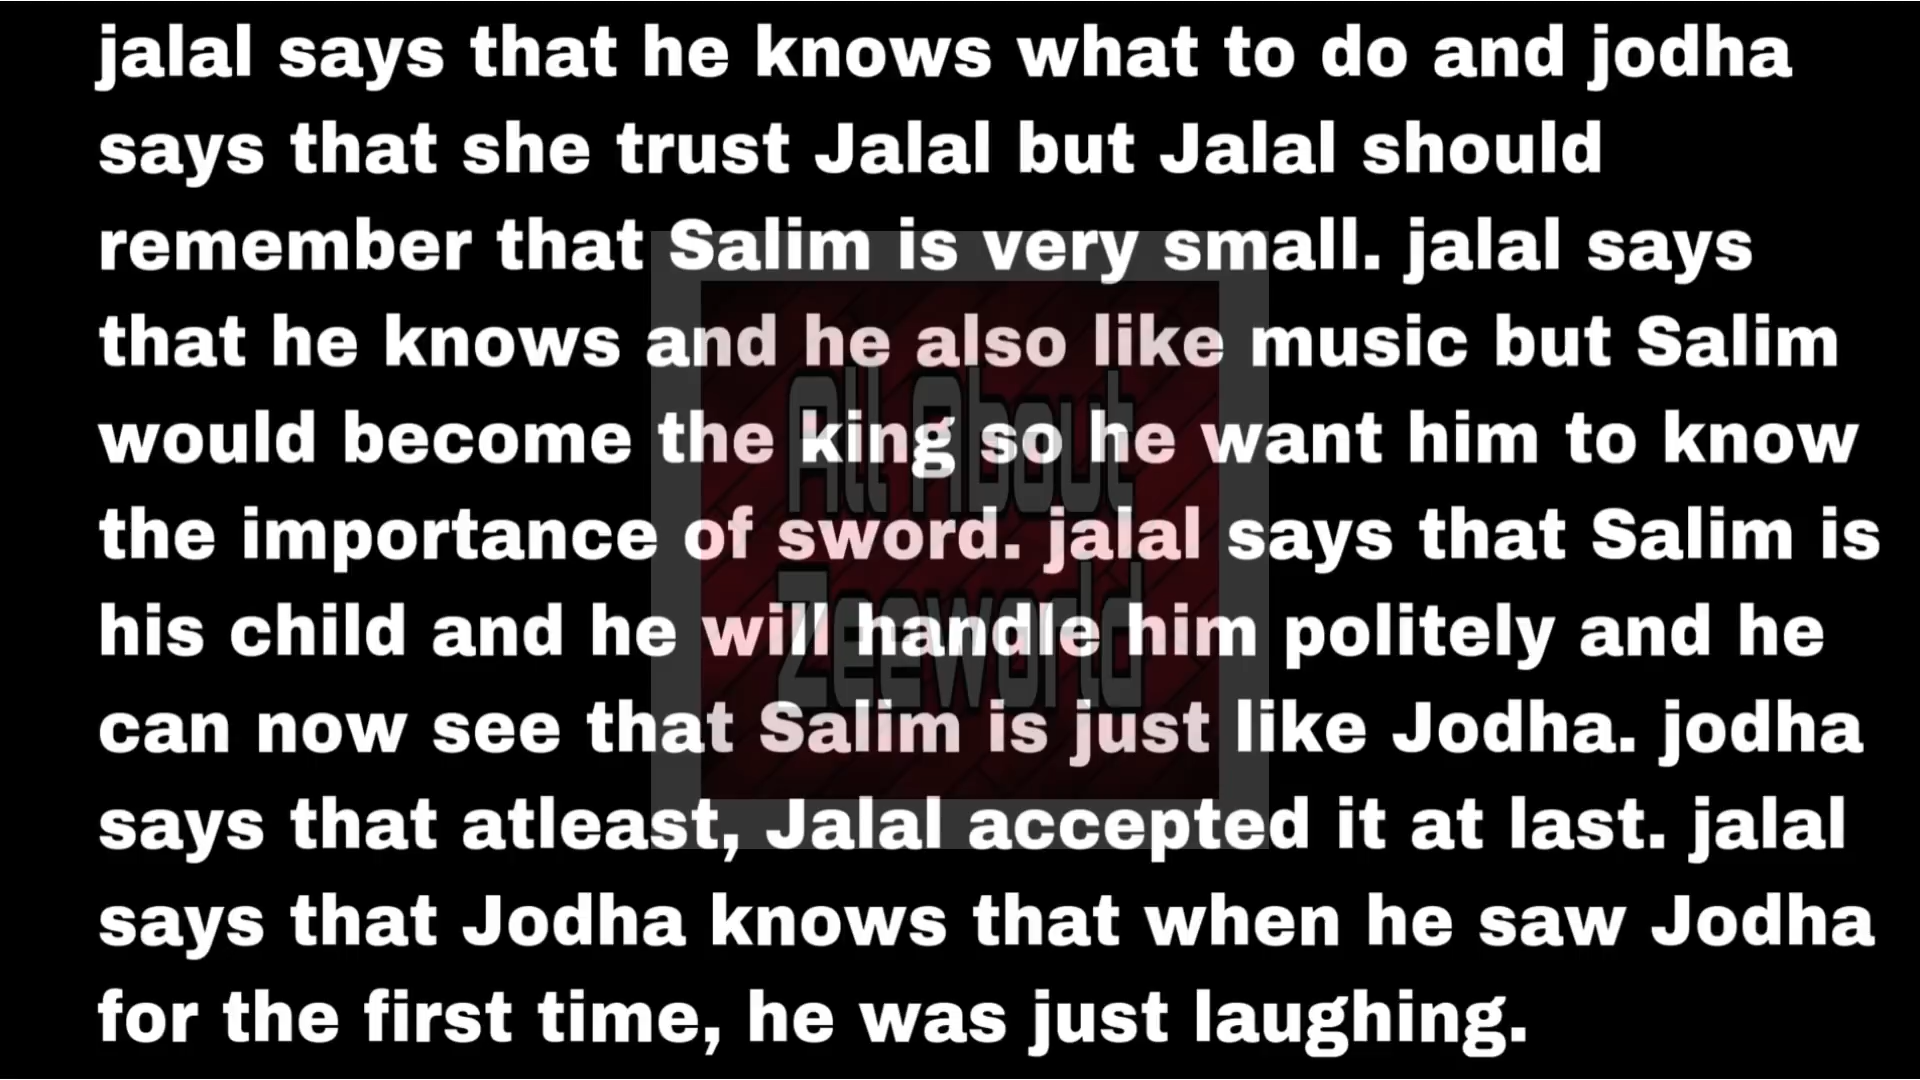 jalal says that he knows what to do and jodha
says that she trust Jalal but Jalal should
remember that Salim is very small. jalal says
that he knows and he also like music but Salim
would become the king so he want him to know
the importance of sword. jalal says that Salim is
his child and he will handle him politely and he
can now see that Salim is just like Jodha. jodha
says that atleast, Jalal accepted it at last. jalal
says that Jodha knows that when he saw Jodha
for the first time, he was just laughing.
All About
Zeeworld